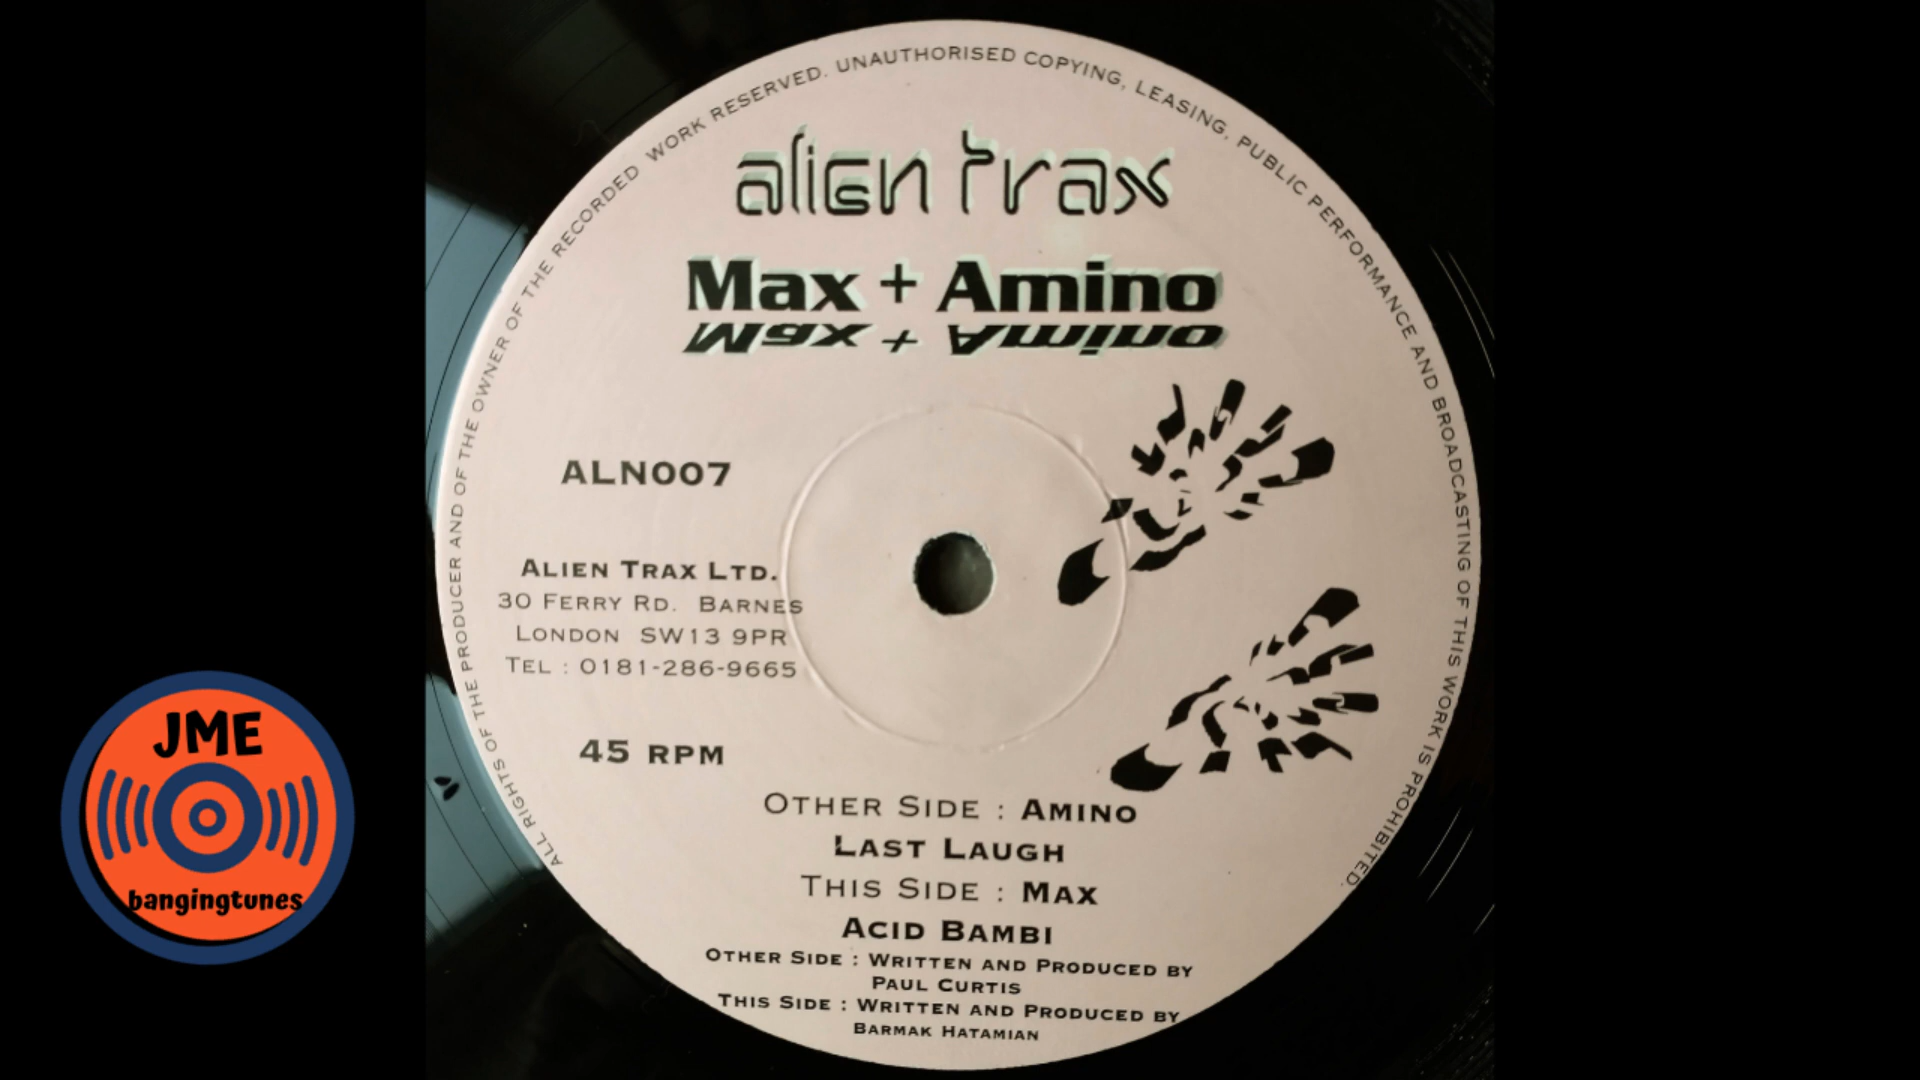 ALL RIGHTS OF THE PRODUCER AND OF THE OWNER OF THE RECORDED WORK RESERVED. UNAUTHORISED COPYING, LEASING, PUBLIC PERFORMANCE AND BROADCASTING OF THIS WORK IS PROHIBITED.
alien trax
Max + Amino
Max + Amino
ALN007
ALIEN TRAX LTD.
30 FERRY RD. BARNES
LONDON SW13 9PR
TEL : 0181-286-9665
45 RPM
OTHER SIDE : AMINO
LAST LAUGH
THIS SIDE : MAX
ACID BAMBI
OTHER SIDE : WRITTEN AND PRODUCED BY
PAUL CURTIS
THIS SIDE : WRITTEN AND PRODUCED BY
BARMAK HATAMIAN
JME
bangingtunes